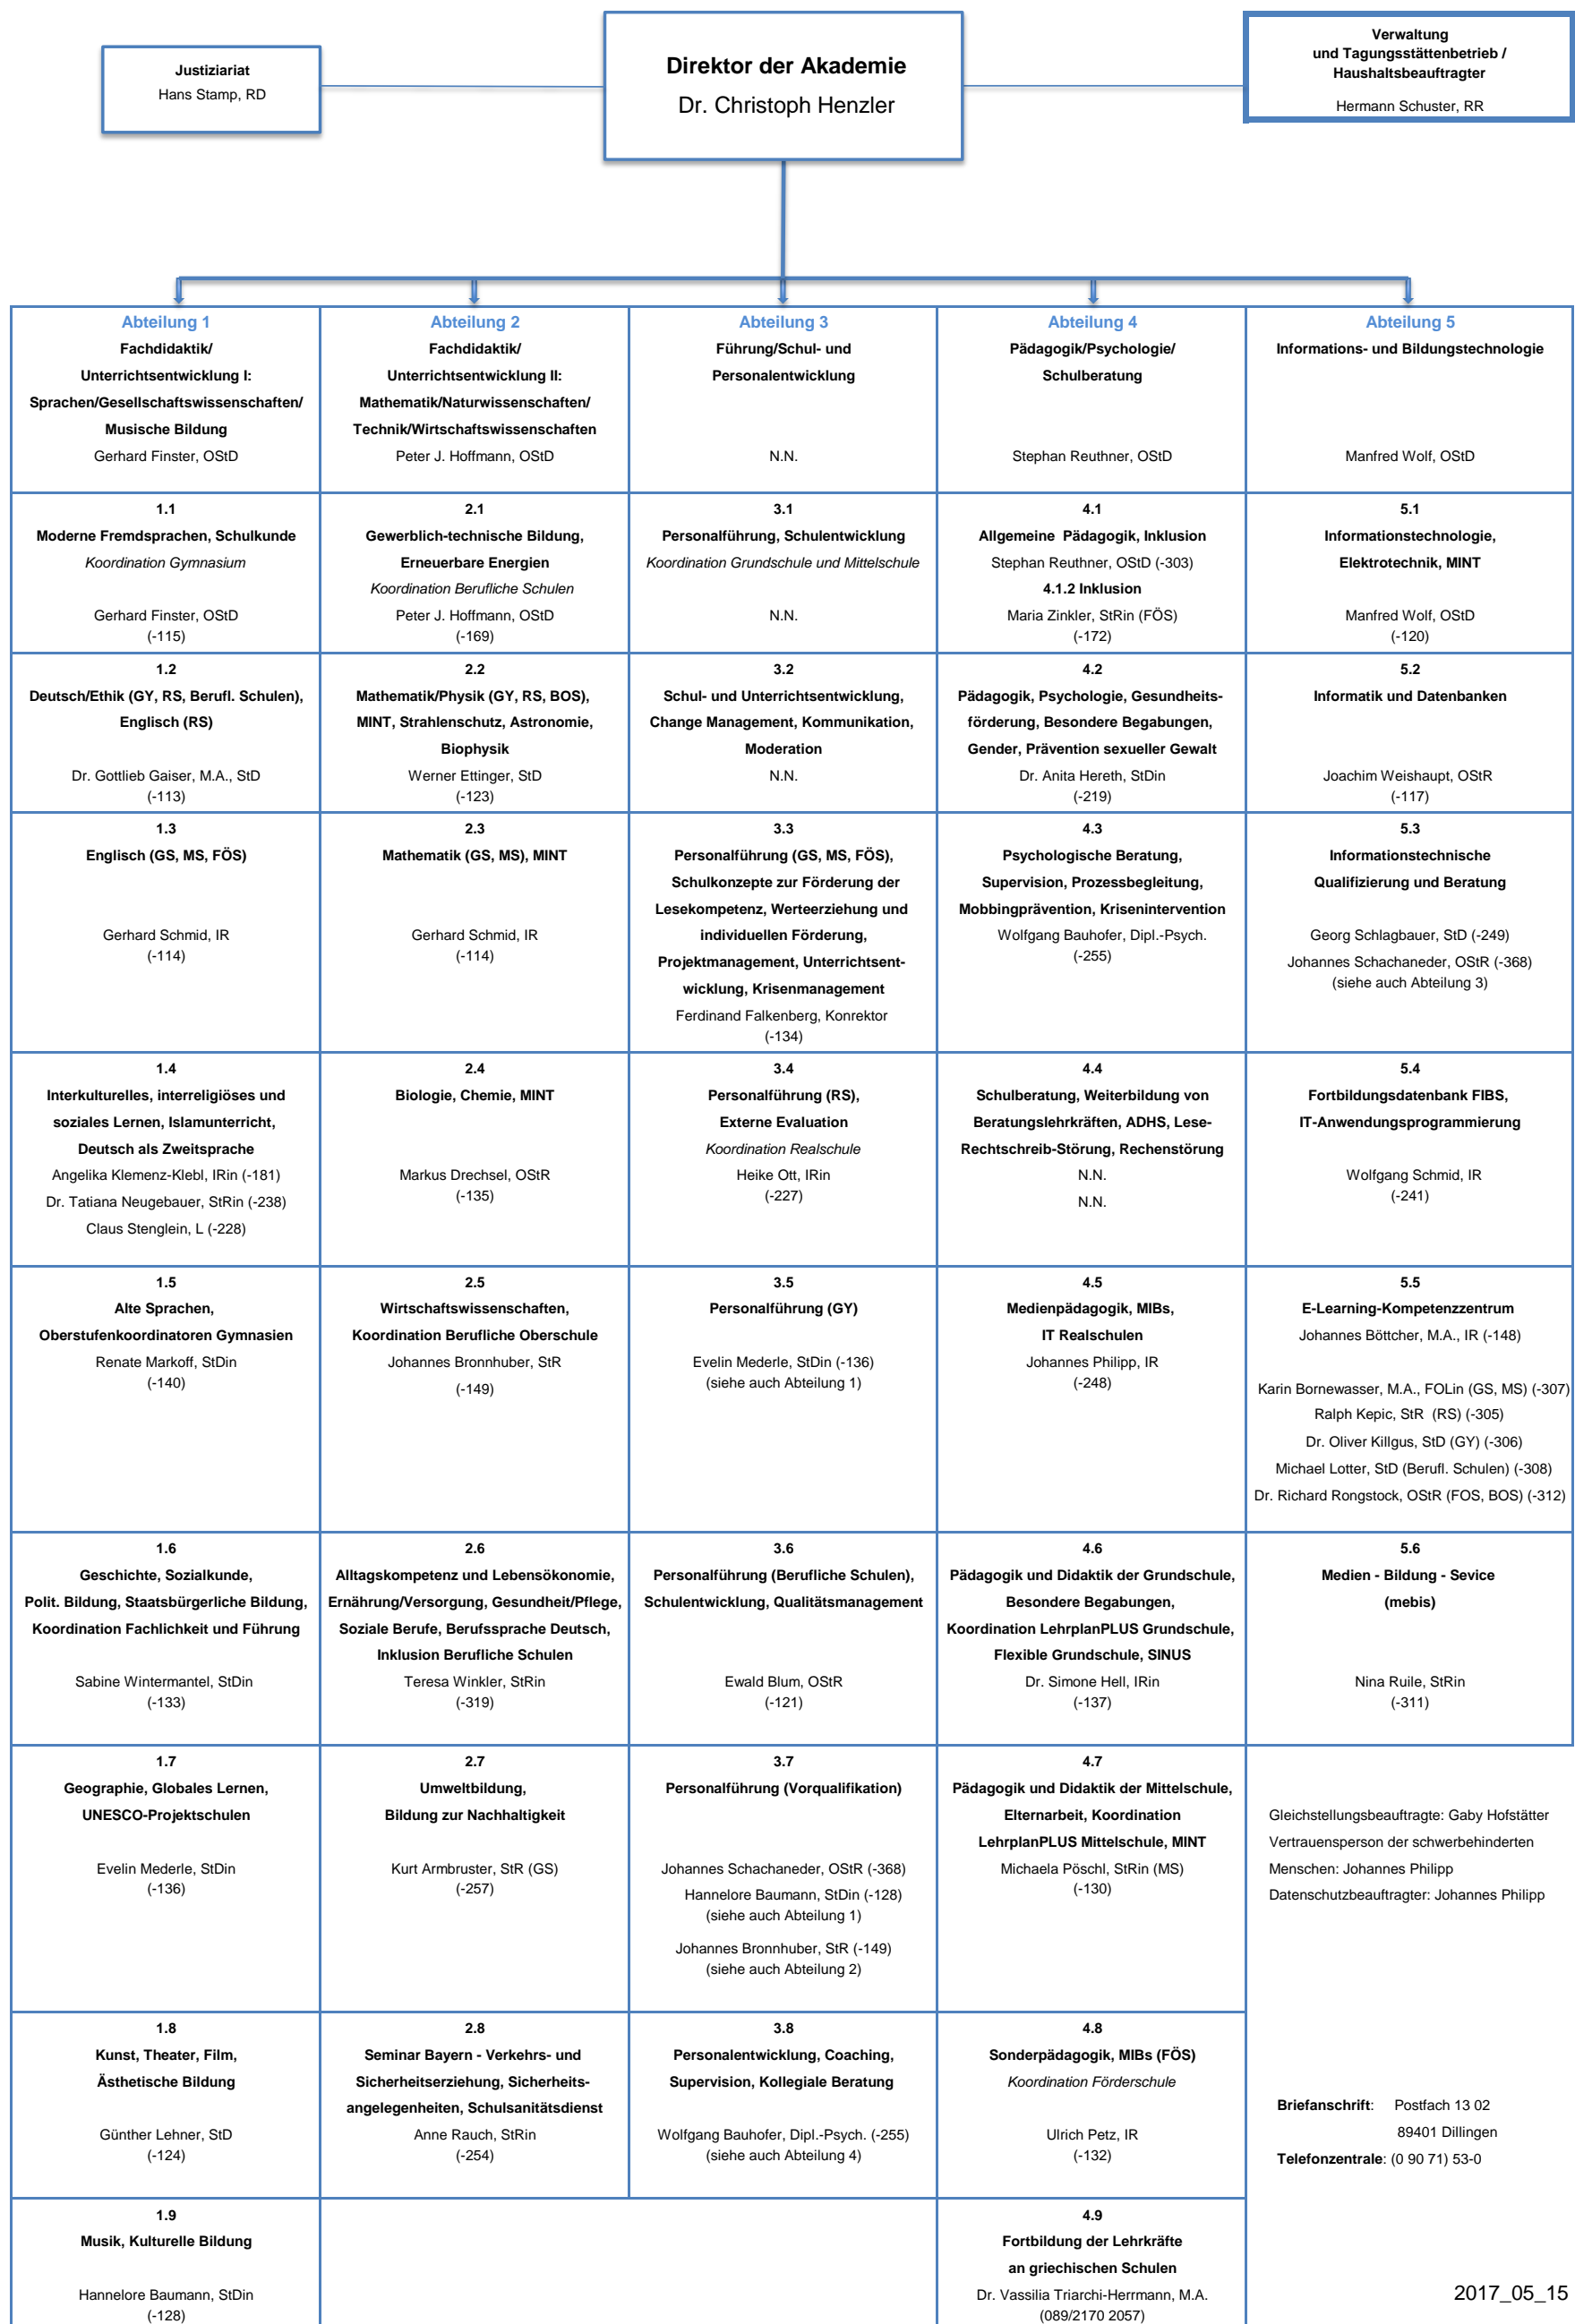 Justiziariat
Hans Stamp, RD
Direktor der Akademie
Dr. Christoph Henzler
Verwaltung
und Tagungsstättenbetrieb /
Haushaltsbeauftragter
Hermann Schuster, RR
Abteilung 1
Fachdidaktik/
Unterrichtsentwicklung I:
Sprachen/Gesellschaftswissenschaften/
Musische Bildung
Gerhard Finster, OStD
Abteilung 2
Fachdidaktik/
Unterrichtsentwicklung II:
Mathematik/Naturwissenschaften/
Technik/Wirtschaftswissenschaften
Peter J. Hoffmann, OStD
Abteilung 3
Führung/Schul- und
Personalentwicklung
N.N.
Abteilung 4
Pädagogik/Psychologie/
Schulberatung
Stephan Reuthner, OStD
Abteilung 5
Informations- und Bildungstechnologie
Manfred Wolf, OStD
1.1
Moderne Fremdsprachen, Schulkunde
Koordination Gymnasium
Gerhard Finster, OStD
(-115)
2.1
Gewerblich-technische Bildung,
Erneuerbare Energien
Koordination Berufliche Schulen
Peter J. Hoffmann, OStD
(-169)
3.1
Personalführung, Schulentwicklung
Koordination Grundschule und Mittelschule
N.N.
4.1
Allgemeine  Pädagogik, Inklusion
Stephan Reuthner, OStD (-303)
4.1.2 Inklusion
Maria Zinkler, StRin (FÖS)
(-172)
5.1
Informationstechnologie,
Elektrotechnik, MINT
Manfred Wolf, OStD
(-120)
1.2
Deutsch/Ethik (GY, RS, Berufl. Schulen),
Englisch (RS)
Dr. Gottlieb Gaiser, M.A., StD
(-113)
2.2
Mathematik/Physik (GY, RS, BOS),
MINT, Strahlenschutz, Astronomie,
Biophysik
Werner Ettinger, StD
(-123)
3.2
Schul- und Unterrichtsentwicklung,
Change Management, Kommunikation,
Moderation
N.N.
4.2
Pädagogik, Psychologie, Gesundheits-
förderung, Besondere Begabungen,
Gender, Prävention sexueller Gewalt
Dr. Anita Hereth, StDin
(-219)
5.2
Informatik und Datenbanken
Joachim Weishaupt, OStR
(-117)
1.3
Englisch (GS, MS, FÖS)
Gerhard Schmid, IR
(-114)
2.3
Mathematik (GS, MS), MINT
Gerhard Schmid, IR
(-114)
3.3
Personalführung (GS, MS, FÖS),
Schulkonzepte zur Förderung der
Lesekompetenz, Werteerziehung und
individuellen Förderung,
Projektmanagement, Unterrichtsent-
wicklung, Krisenmanagement
Ferdinand Falkenberg, Konrektor
(-134)
4.3
Psychologische Beratung,
Supervision, Prozessbegleitung,
Mobbingprävention, Krisenintervention
Wolfgang Bauhofer, Dipl.-Psych.
(-255)
5.3
Informationstechnische
Qualifizierung und Beratung
Georg Schlagbauer, StD (-249)
Johannes Schachaneder, OStR (-368)
(siehe auch Abteilung 3)
1.4
Interkulturelles, interreligiöses und
soziales Lernen, Islamunterricht,
Deutsch als Zweitsprache
Angelika Klemenz-Klebl, IRin (-181)
Dr. Tatiana Neugebauer, StRin (-238)
Claus Stenglein, L (-228)
2.4
Biologie, Chemie, MINT
Markus Drechsel, OStR
(-135)
3.4
Personalführung (RS),
Externe Evaluation
Koordination Realschule
Heike Ott, IRin
(-227)
4.4
Schulberatung, Weiterbildung von
Beratungslehrkräften, ADHS, Lese-
Rechtschreib-Störung, Rechenstörung
N.N.
N.N.
5.4
Fortbildungsdatenbank FIBS,
IT-Anwendungsprogrammierung
Wolfgang Schmid, IR
(-241)
1.5
Alte Sprachen,
Oberstufenkoordinatoren Gymnasien
Renate Markoff, StDin
(-140)
2.5
Wirtschaftswissenschaften,
Koordination Berufliche Oberschule
Johannes Bronnhuber, StR
(-149)
3.5
Personalführung (GY)
Evelin Mederle, StDin (-136)
(siehe auch Abteilung 1)
4.5
Medienpädagogik, MIBs,
IT Realschulen
Johannes Philipp, IR
(-248)
5.5
E-Learning-Kompetenzzentrum
Johannes Böttcher, M.A., IR (-148)
Karin Bornewasser, M.A., FOLin (GS, MS) (-307)
Ralph Kepic, StR  (RS) (-305)
Dr. Oliver Killgus, StD (GY) (-306)
Michael Lotter, StD (Berufl. Schulen) (-308)
Dr. Richard Rongstock, OStR (FOS, BOS) (-312)
1.6
Geschichte, Sozialkunde,
Polit. Bildung, Staatsbürgerliche Bildung,
Koordination Fachlichkeit und Führung
Sabine Wintermantel, StDin
(-133)
2.6
Alltagskompetenz und Lebensökonomie,
Ernährung/Versorgung, Gesundheit/Pflege,
Soziale Berufe, Berufssprache Deutsch,
Inklusion Berufliche Schulen
Teresa Winkler, StRin
(-319)
3.6
Personalführung (Berufliche Schulen),
Schulentwicklung, Qualitätsmanagement
Ewald Blum, OStR
(-121)
4.6
Pädagogik und Didaktik der Grundschule,
Besondere Begabungen,
Koordination LehrplanPLUS Grundschule,
Flexible Grundschule, SINUS
Dr. Simone Hell, IRin
(-137)
5.6
Medien - Bildung - Sevice
(mebis)
Nina Ruile, StRin
(-311)
1.7
Geographie, Globales Lernen,
UNESCO-Projektschulen
Evelin Mederle, StDin
(-136)
2.7
Umweltbildung,
Bildung zur Nachhaltigkeit
Kurt Armbruster, StR (GS)
(-257)
3.7
Personalführung (Vorqualifikation)
Johannes Schachaneder, OStR (-368)
Hannelore Baumann, StDin (-128)
(siehe auch Abteilung 1)
Johannes Bronnhuber, StR (-149)
(siehe auch Abteilung 2)
4.7
Pädagogik und Didaktik der Mittelschule,
Elternarbeit, Koordination
LehrplanPLUS Mittelschule, MINT
Michaela Pöschl, StRin (MS)
(-130)
Gleichstellungsbeauftragte: Gaby Hofstätter
Vertrauensperson der schwerbehinderten
Menschen: Johannes Philipp
Datenschutzbeauftragter: Johannes Philipp
1.8
Kunst, Theater, Film,
Ästhetische Bildung
Günther Lehner, StD
(-124)
2.8
Seminar Bayern - Verkehrs- und
Sicherheitserziehung, Sicherheits-
angelegenheiten, Schulsanitätsdienst
Anne Rauch, StRin
(-254)
3.8
Personalentwicklung, Coaching,
Supervision, Kollegiale Beratung
Wolfgang Bauhofer, Dipl.-Psych. (-255)
(siehe auch Abteilung 4)
4.8
Sonderpädagogik, MIBs (FÖS)
Koordination Förderschule
Ulrich Petz, IR
(-132)
Briefanschrift: Postfach 13 02
89401 Dillingen
Telefonzentrale: (0 90 71) 53-0
1.9
Musik, Kulturelle Bildung
Hannelore Baumann, StDin
(-128)
4.9
Fortbildung der Lehrkräfte
an griechischen Schulen
Dr. Vassilia Triarchi-Herrmann, M.A.
(089/2170 2057)
2017_05_15